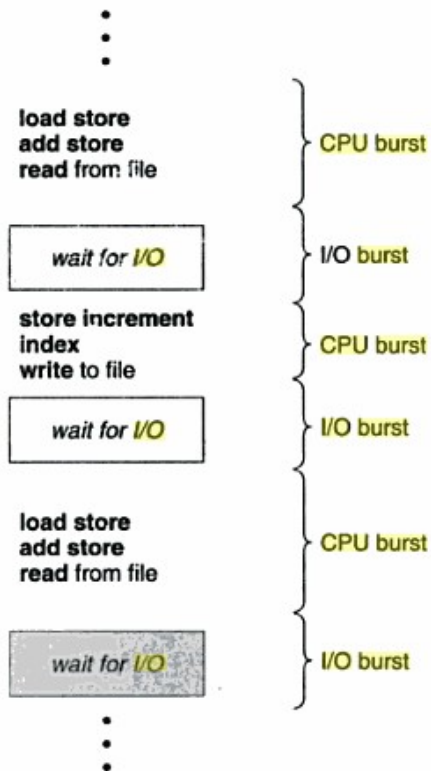 load store
add store
read from file
CPU burst
wait for I/O
I/O burst
store increment
index
write to file
CPU burst
wait for I/O
I/O burst
load store
add store
read from file
CPU burst
wait for I/O
I/O burst